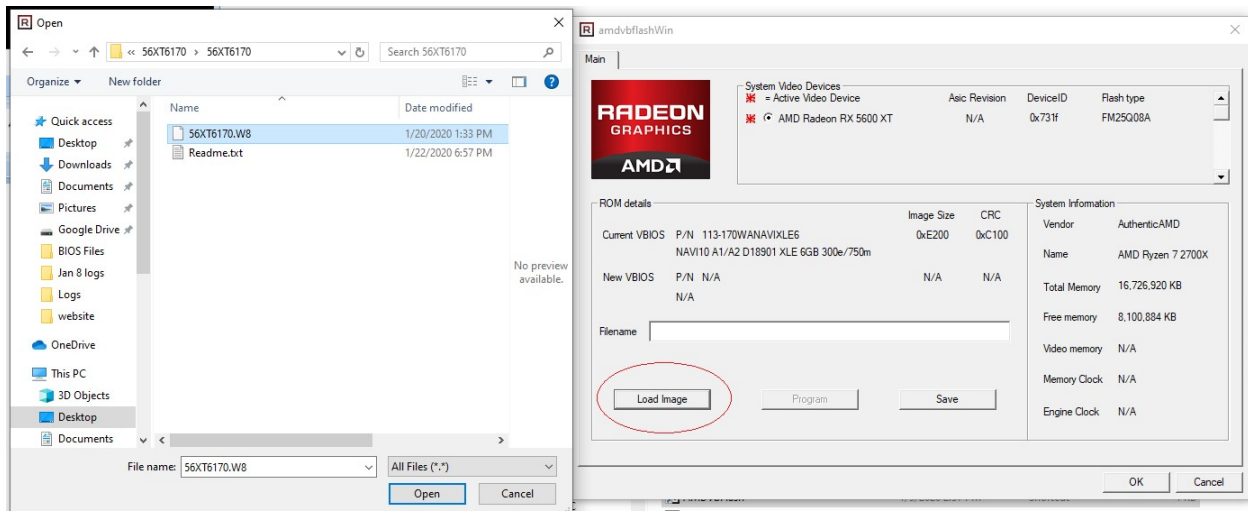 Open
« 56XT6170 > 56XT6170
Search 56XT6170
Organize
New folder
Name
Date modified
Quick access
Desktop
Downloads
Documents
Pictures
Google Drive
BIOS Files
Jan 8 logs
Logs
website
OneDrive
This PC
3D Objects
Desktop
Documents
56XT6170.W8 1/20/2020 1:33 PM
Readme.txt 1/22/2020 6:57 PM
No preview
available.
File name: 56XT6170.W8
All Files (*.*)
Open
Cancel
amdvbflashWin
Main
RADEON
GRAPHICS
AMD
System Video Devices
= Active Video Device Asic Revision DeviceID Flash type
AMD Radeon RX 5600 XT N/A 0x731f FM25Q08A
ROM details
Image Size CRC
Current VBIOS P/N 113-170WANAVIXLE6 0xE200 0xC100
NAVI10 A1/A2 D18901 XLE 6GB 300e/750m
New VBIOS P/N N/A N/A N/A
N/A
Filename
Load Image
Program
Save
System Information
Vendor AuthenticAMD
Name AMD Ryzen 7 2700X
Total Memory 16,726,920 KB
Free memory 8,100,884 KB
Video memory N/A
Memory Clock N/A
Engine Clock N/A
OK
Cancel